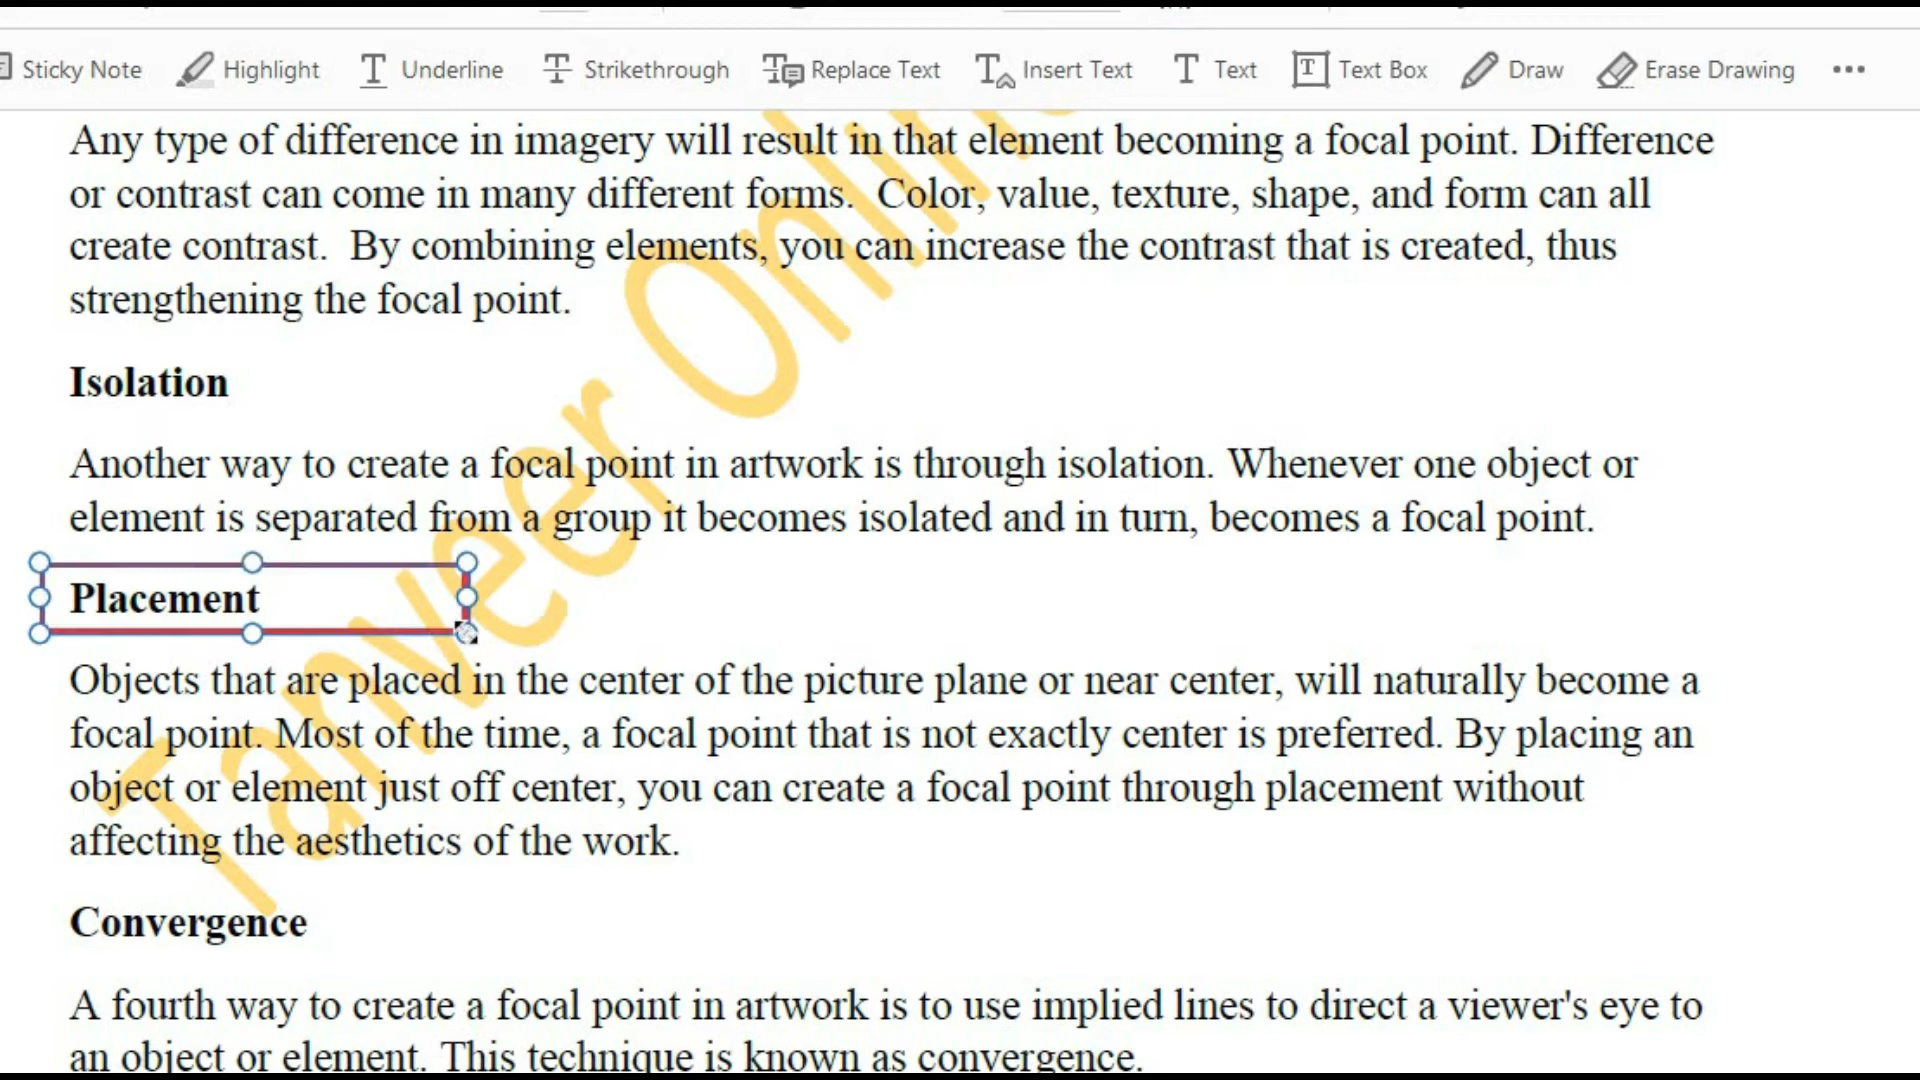 Sticky Note Highlight Underline Strikethrough Replace Text Insert Text Text Text Box Draw Erase Drawing
Any type of difference in imagery will result in that element becoming a focal point. Difference
or contrast can come in many different forms.  Color, value, texture, shape, and form can all
create contrast.  By combining elements, you can increase the contrast that is created, thus
strengthening the focal point.
Isolation
Another way to create a focal point in artwork is through isolation. Whenever one object or
element is separated from a group it becomes isolated and in turn, becomes a focal point.
Placement
Objects that are placed in the center of the picture plane or near center, will naturally become a
focal point. Most of the time, a focal point that is not exactly center is preferred. By placing an
object or element just off center, you can create a focal point through placement without
affecting the aesthetics of the work.
Convergence
A fourth way to create a focal point in artwork is to use implied lines to direct a viewer's eye to
an object or element. This technique is known as convergence.
Tanveer Online